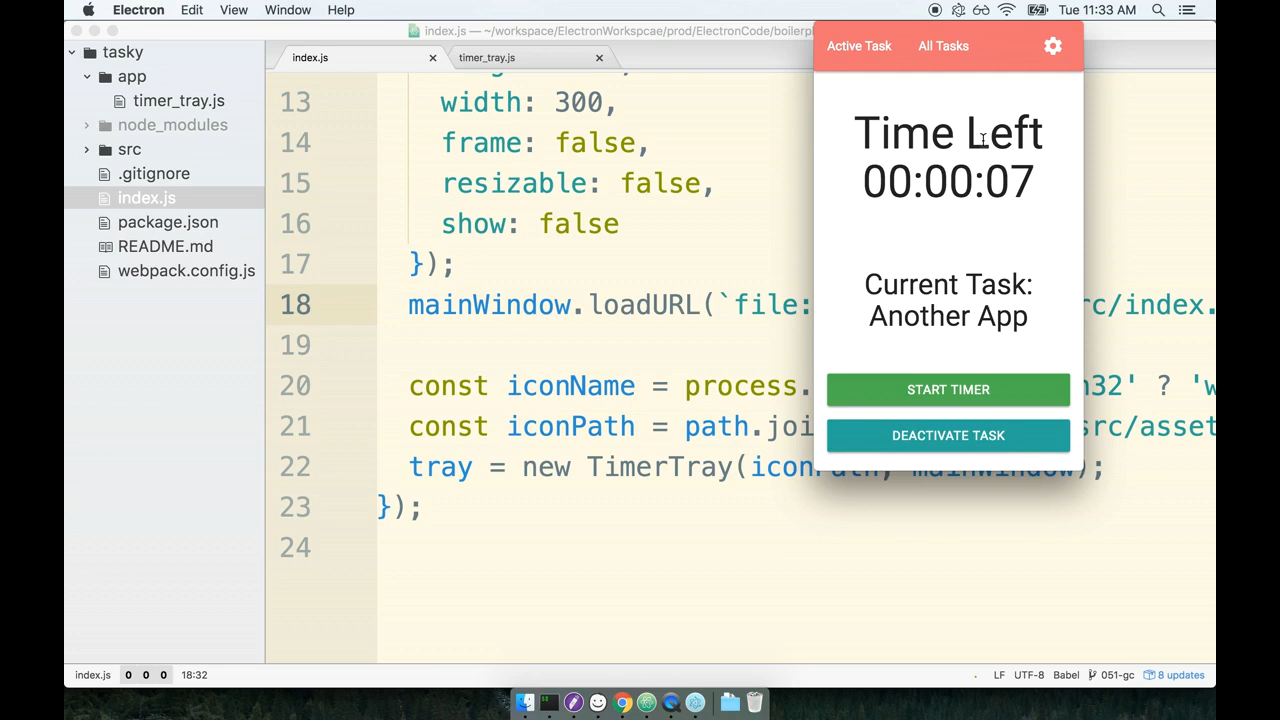 Electron Edit View Window Help
Tue 11:33 AM
index.js — ~/workspace/ElectronWorkspcae/prod/ElectronCode/boilerp
tasky
app
timer_tray.js
node_modules
src
.gitignore
index.js
package.json
README.md
webpack.config.js
index.js
timer_tray.js
13 width: 300,
14 frame: false,
15 resizable: false,
16 show: false
17 });
18 mainWindow.loadURL(`file: rc/index.
19
20 const iconName = process. n32' ? 'w
21 const iconPath = path.joi src/asset
22 tray = new TimerTray(iconPath, mainWindow);
23 });
24
Active Task All Tasks
Time Left
00:00:07
Current Task:
Another App
START TIMER
DEACTIVATE TASK
index.js 0 0 0 18:32
LF UTF-8 Babel 051-gc 8 updates